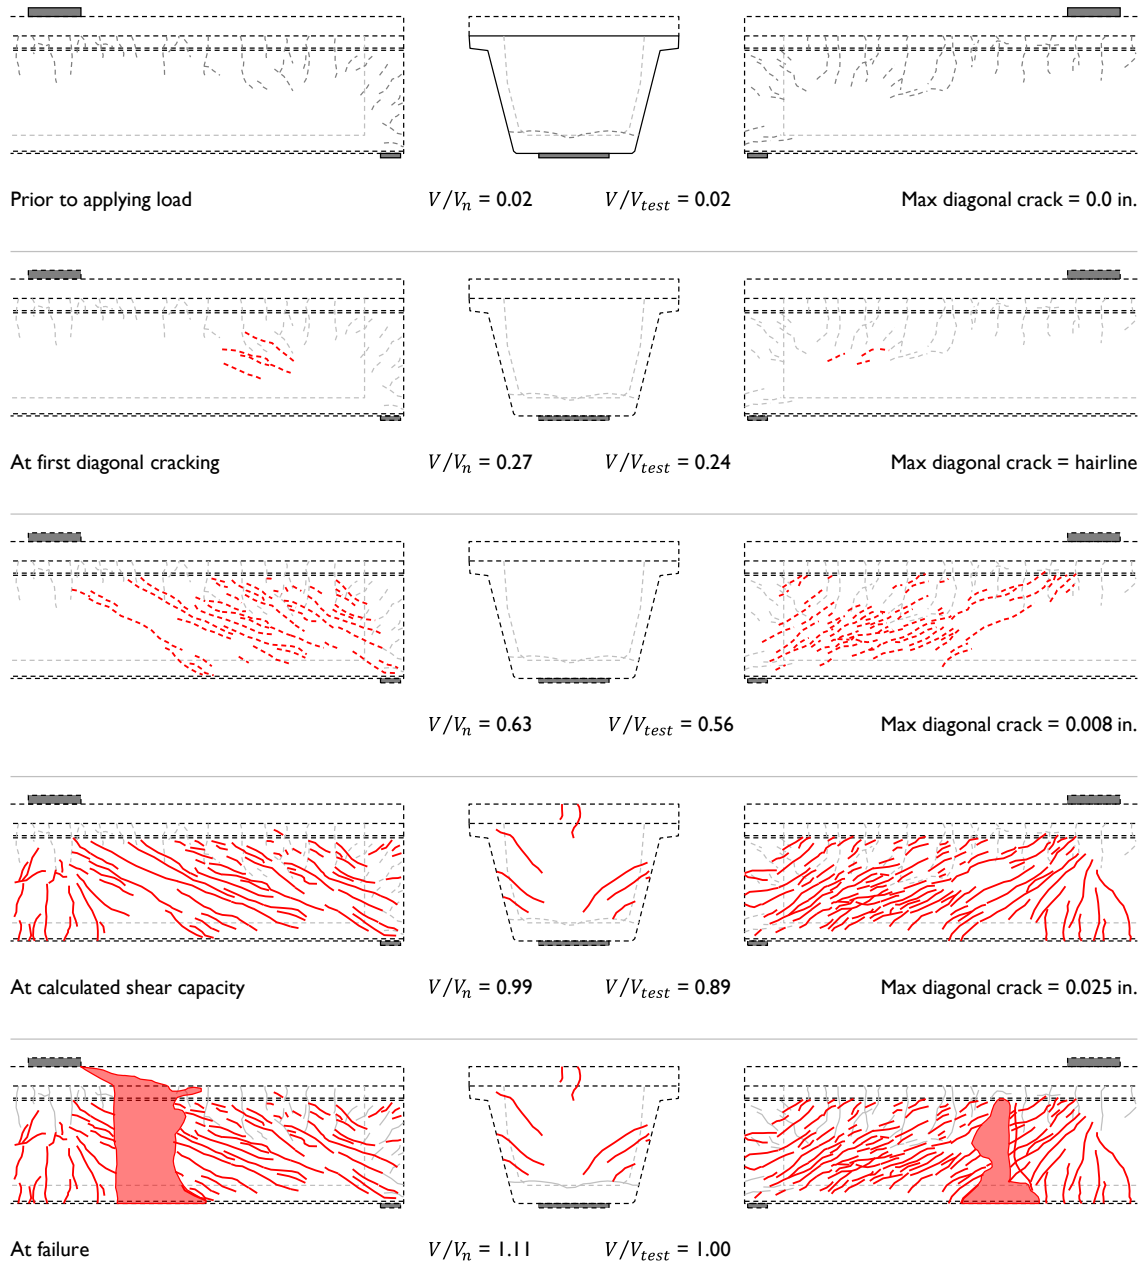 Prior to applying load V/V_n = 0.02 V/V_test = 0.02 Max diagonal crack = 0.0 in.
At first diagonal cracking V/V_n = 0.27 V/V_test = 0.24 Max diagonal crack = hairline
V/V_n = 0.63 V/V_test = 0.56 Max diagonal crack = 0.008 in.
At calculated shear capacity V/V_n = 0.99 V/V_test = 0.89 Max diagonal crack = 0.025 in.
At failure V/V_n = 1.11 V/V_test = 1.00